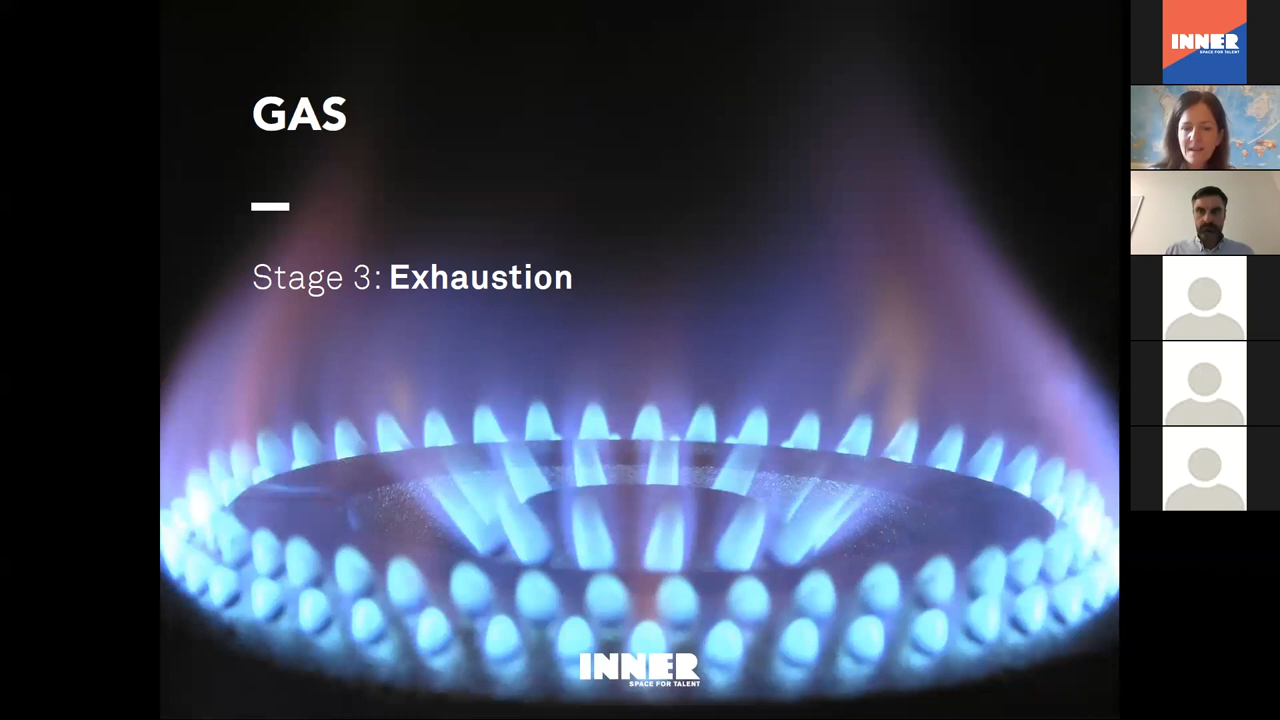 GAS
Stage 3: Exhaustion
INNER
SPACE FOR TALENT
INNER
SPACE FOR TALENT